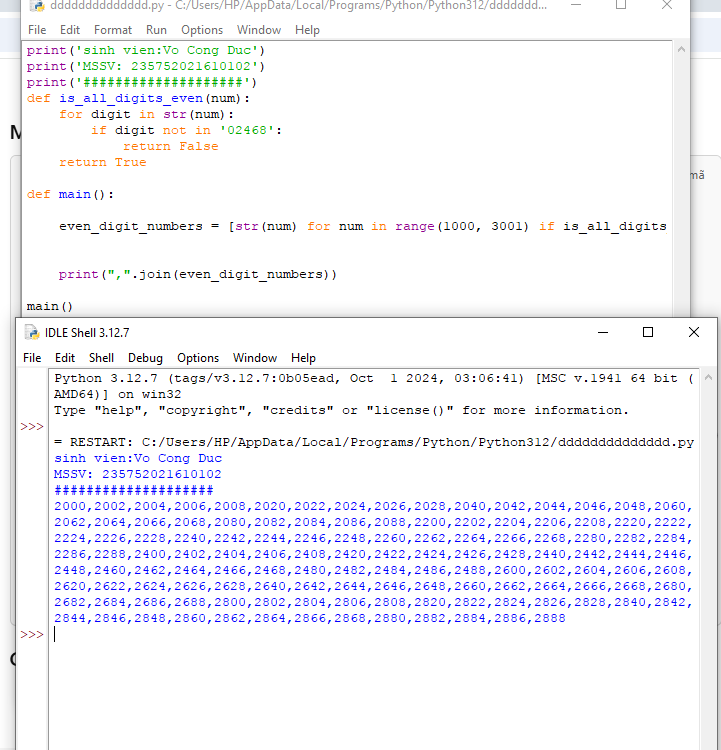 dddddddddddddd.py - C:/Users/HP/AppData/Local/Programs/Python/Python312/ddddddd...
File Edit Format Run Options Window Help
print('sinh vien:Vo Cong Duc')
print('MSSV: 235752021610102')
print('####################')
def is_all_digits_even(num):
    for digit in str(num):
        if digit not in '02468':
            return False
    return True
def main():
    even_digit_numbers = [str(num) for num in range(1000, 3001) if is_all_digits
    print(",".join(even_digit_numbers))
main()
mã
IDLE Shell 3.12.7
File Edit Shell Debug Options Window Help
Python 3.12.7 (tags/v3.12.7:0b05ead, Oct  1 2024, 03:06:41) [MSC v.1941 64 bit (
AMD64)] on win32
Type "help", "copyright", "credits" or "license()" for more information.
>>>
= RESTART: C:/Users/HP/AppData/Local/Programs/Python/Python312/dddddddddddddd.py
sinh vien:Vo Cong Duc
MSSV: 235752021610102
####################
2000,2002,2004,2006,2008,2020,2022,2024,2026,2028,2040,2042,2044,2046,2048,2060,
2062,2064,2066,2068,2080,2082,2084,2086,2088,2200,2202,2204,2206,2208,2220,2222,
2224,2226,2228,2240,2242,2244,2246,2248,2260,2262,2264,2266,2268,2280,2282,2284,
2286,2288,2400,2402,2404,2406,2408,2420,2422,2424,2426,2428,2440,2442,2444,2446,
2448,2460,2462,2464,2466,2468,2480,2482,2484,2486,2488,2600,2602,2604,2606,2608,
2620,2622,2624,2626,2628,2640,2642,2644,2646,2648,2660,2662,2664,2666,2668,2680,
2682,2684,2686,2688,2800,2802,2804,2806,2808,2820,2822,2824,2826,2828,2840,2842,
2844,2846,2848,2860,2862,2864,2866,2868,2880,2882,2884,2886,2888
>>>